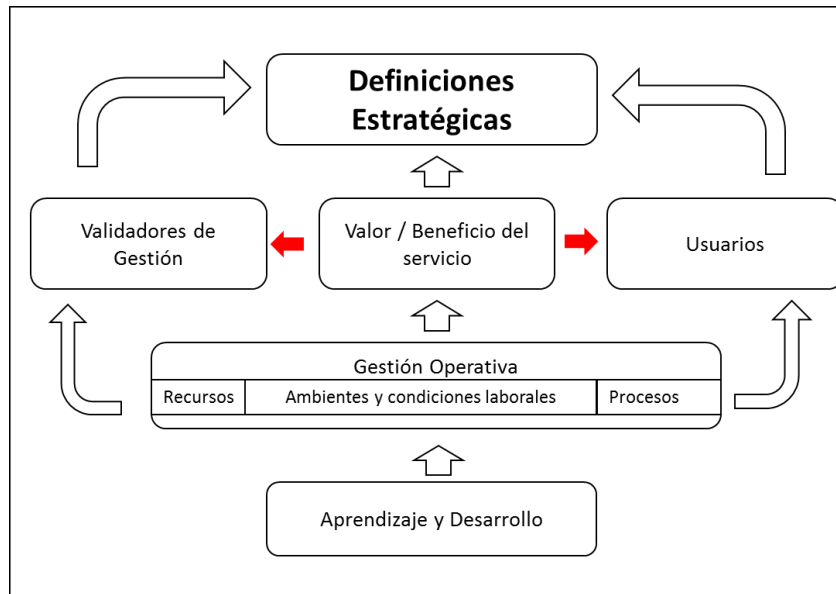 Definiciones
Estratégicas
Validadores de
Gestión
Valor / Beneficio del
servicio
Usuarios
Gestión Operativa
Recursos
Ambientes y condiciones laborales
Procesos
Aprendizaje y Desarrollo